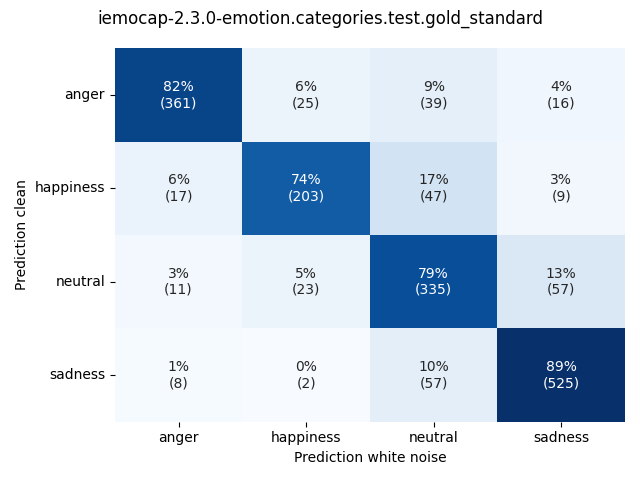 iemocap-2.3.0-emotion.categories.test.gold_standard
Prediction clean
anger
82% 6% 9% 4%
(361) (25) (39) (16)
happiness
6% 74% 17% 3%
(17) (203) (47) (9)
neutral
3% 5% 79% 13%
(11) (23) (335) (57)
sadness
1% 0% 10% 89%
(8) (2) (57) (525)
anger happiness neutral sadness
Prediction white noise